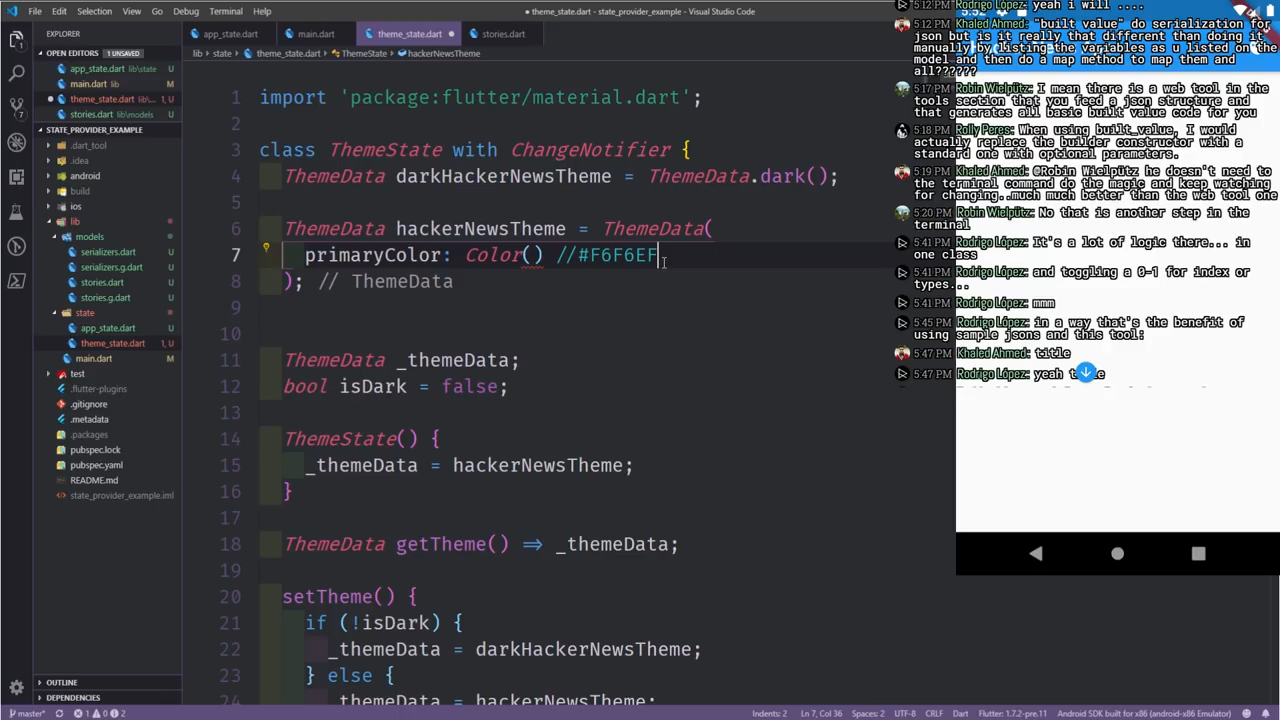 File Edit Selection View Go Debug Terminal Help
theme_state.dart - state_provider_example - Visual Studio Code
EXPLORER
OPEN EDITORS 1 UNSAVED
app_state.dart lib\state U
main.dart lib U
theme_state.dart lib\... 1, U
stories.dart lib\models U
STATE_PROVIDER_EXAMPLE
.dart_tool
.idea
android
build
ios
lib
models
serializers.dart U
serializers.g.dart U
stories.dart U
stories.g.dart U
state
app_state.dart U
theme_state.dart 1, U
main.dart U
test
.flutter-plugins
.gitignore
.metadata
.packages
pubspec.lock
pubspec.yaml
README.md
state_provider_example.iml
OUTLINE
DEPENDENCIES
app_state.dart main.dart theme_state.dart stories.dart
lib state theme_state.dart ThemeState hackerNewsTheme
1 import 'package:flutter/material.dart';
2
3 class ThemeState with ChangeNotifier {
4 ThemeData darkHackerNewsTheme = ThemeData.dark();
5
6 ThemeData hackerNewsTheme = ThemeData(
7 primaryColor: Color() //#F6F6EF
8 ); // ThemeData
9
10
11 ThemeData _themeData;
12 bool isDark = false;
13
14 ThemeState() {
15 _themeData = hackerNewsTheme;
16 }
17
18 ThemeData getTheme() => _themeData;
19
20 setTheme() {
21 if (!isDark) {
22 _themeData = darkHackerNewsTheme;
23 } else {
24 _themeData = hackerNewsTheme;
5:12 PM Rodrigo López: yeah i will ....
5:12 PM Khaled Ahmed: "built value" do serialization for
json but is it really that different than doing it
manually by listing the variables as u listed on the
model and then do a map method to map them and
all??????
5:17 PM Robin Wielpütz: I mean there is a web tool in the
tools section that you feed a json structure and
that generates all basic built value code for you
5:18 PM Rolly Peres: When using built_value, I would
actually replace the builder constructor with a
standard one with optional parameters.
5:19 PM Khaled Ahmed: @Robin Wielpütz he doesn't need to
the terminal command do the magic and keep watching
for changed...much much better than the web tool one
5:20 PM Robin Wielpütz: No that is another step in the
terminal
5:41 PM Rodrigo López: It's a lot of logic there... in
one class
5:41 PM Rodrigo López: and toggling a 0-1 for index or
types...
5:41 PM Rodrigo López: mmm
5:45 PM Rodrigo López: in a way that's the benefit of
using sample jsons and this tool:
5:47 PM Khaled Ahmed: title
5:47 PM Rodrigo López: yeah
master* 1 0 2 Indents: 2 Ln 7, Col 36 Spaces: 2 UTF-8 CRLF Dart Flutter: 1.7.2-pre.11 Android SDK built for x86 (android-x86 Emulator)